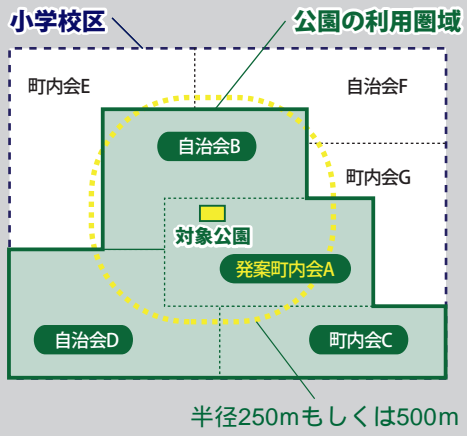 小学校区
公園の利用圏域
町内会E
自治会F
自治会B
町内会G
対象公園
発案町内会A
自治会D
町内会C
半径250mもしくは500m